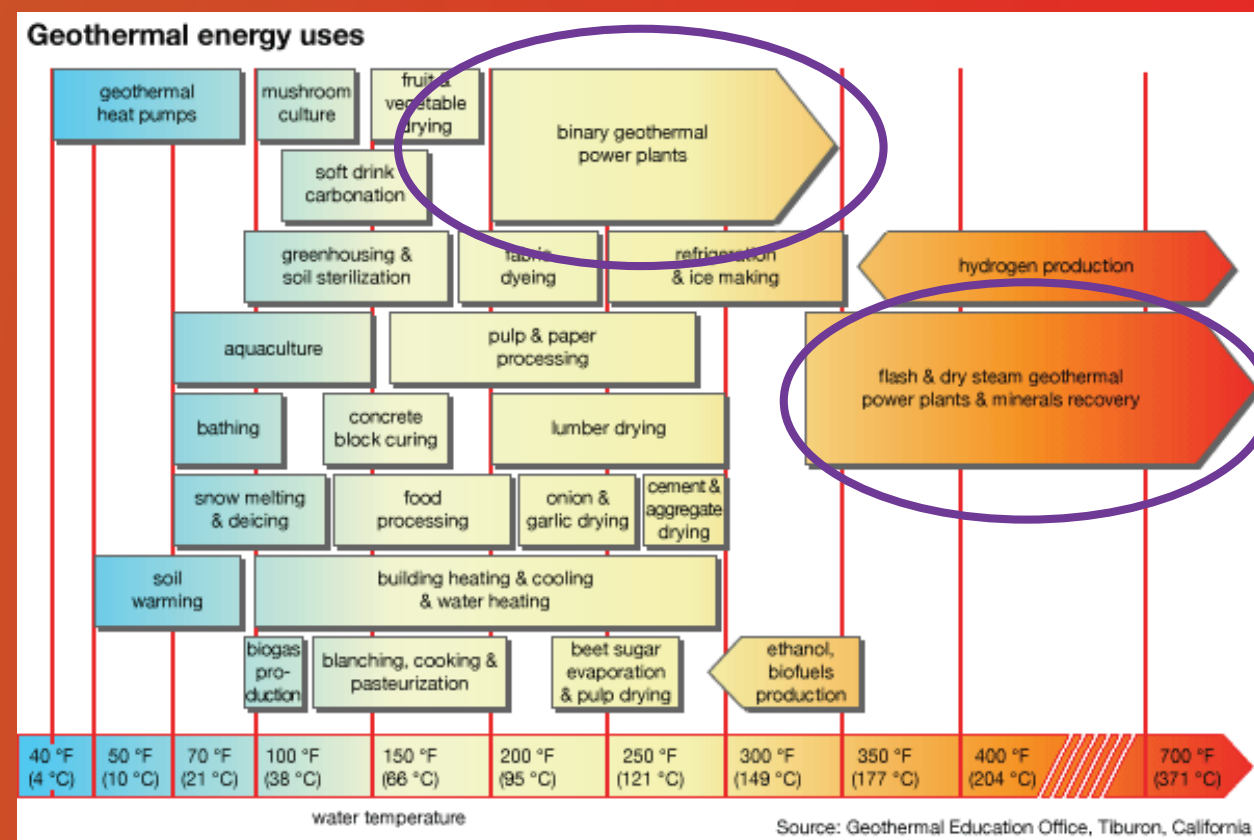 Geothermal energy uses
geothermal
heat pumps
mushroom
culture
fruit &
vegetable
drying
binary geothermal
power plants
soft drink
carbonation
greenhousing &
soil sterilization
fabric
dyeing
refrigeration
& ice making
hydrogen production
aquaculture
pulp & paper
processing
flash & dry steam geothermal
power plants & minerals recovery
bathing
concrete
block curing
lumber drying
snow melting
& deicing
food
processing
onion &
garlic drying
cement &
aggregate
drying
soil
warming
building heating & cooling
& water heating
biogas
pro-
duction
blanching, cooking &
pasteurization
beet sugar
evaporation
& pulp drying
ethanol,
biofuels
production
40 °F
(4 °C)
50 °F
(10 °C)
70 °F
(21 °C)
100 °F
(38 °C)
150 °F
(66 °C)
200 °F
(95 °C)
250 °F
(121 °C)
300 °F
(149 °C)
350 °F
(177 °C)
400 °F
(204 °C)
700 °F
(371 °C)
water temperature
Source: Geothermal Education Office, Tiburon, California